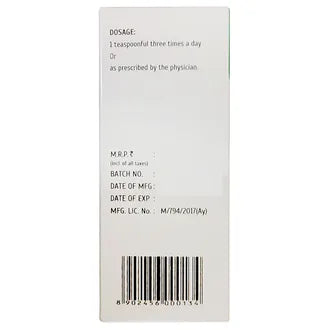 DOSAGE:
1 teaspoonful three times a day
Or
as prescribed by the physician.
M.R.P. ₹ :
(Incl. of all taxes)
BATCH NO. :
DATE OF MFG :
DATE OF EXP :
MFG. LIC. No. : M/794/2017(Ay)
8 902456 000134